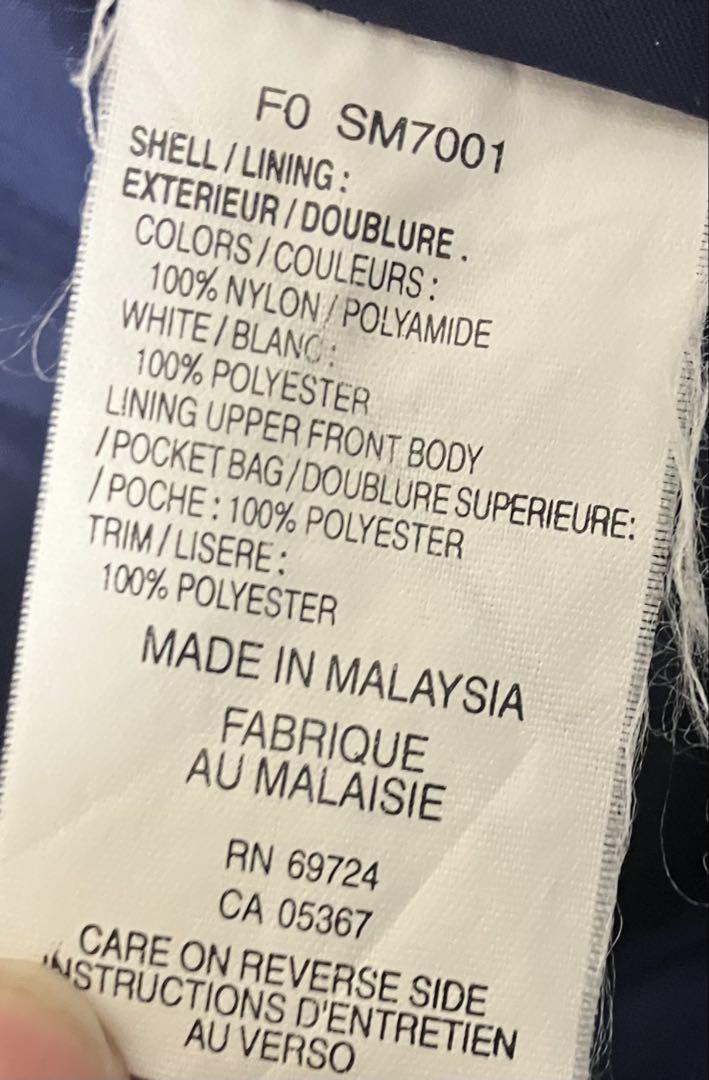 F0 SM7001
SHELL/LINING:
EXTERIEUR/DOUBLURE.
COLORS/COULEURS:
100% NYLON/POLYAMIDE
WHITE/BLANC:
100% POLYESTER
LINING UPPER FRONT BODY
/POCKET BAG/DOUBLURE SUPERIEURE:
/POCHE: 100% POLYESTER
TRIM/LISERE:
100% POLYESTER
MADE IN MALAYSIA
FABRIQUE
AU MALAISIE
RN 69724
CA 05367
CARE ON REVERSE SIDE
INSTRUCTIONS D'ENTRETIEN
AU VERSO